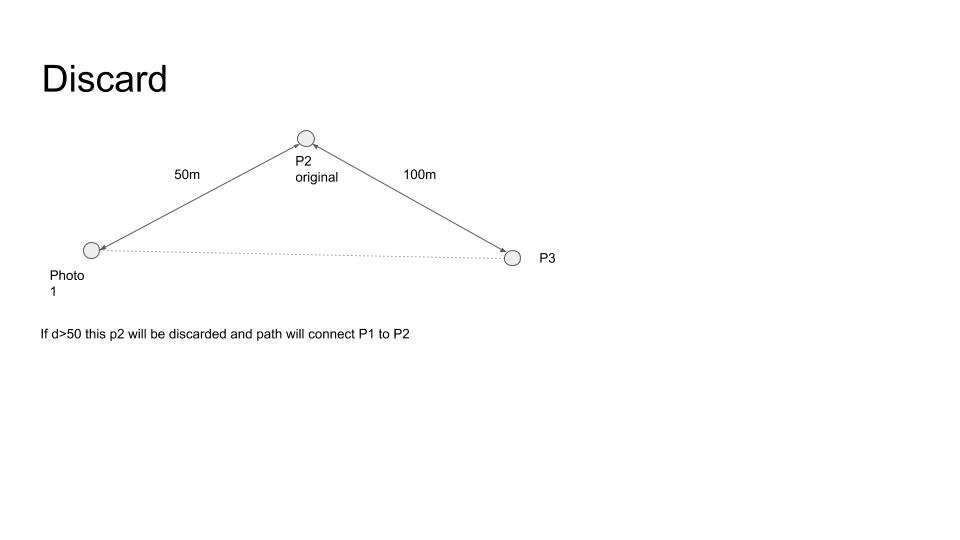 Discard
P2
original
50m
100m
P3
Photo
1
If d>50 this p2 will be discarded and path will connect P1 to P2